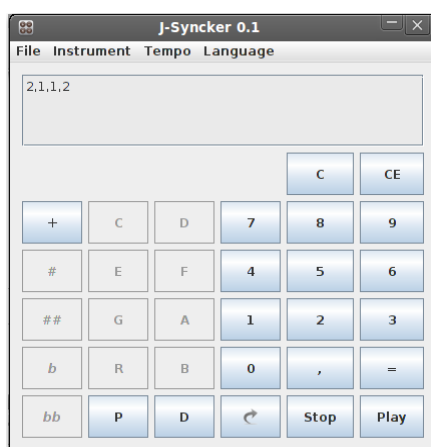 J-Syncker 0.1
File Instrument Tempo Language
2,1,1,2
C CE
+ C D 7 8 9
# E F 4 5 6
## G A 1 2 3
b R B 0 , =
bb P D Stop Play